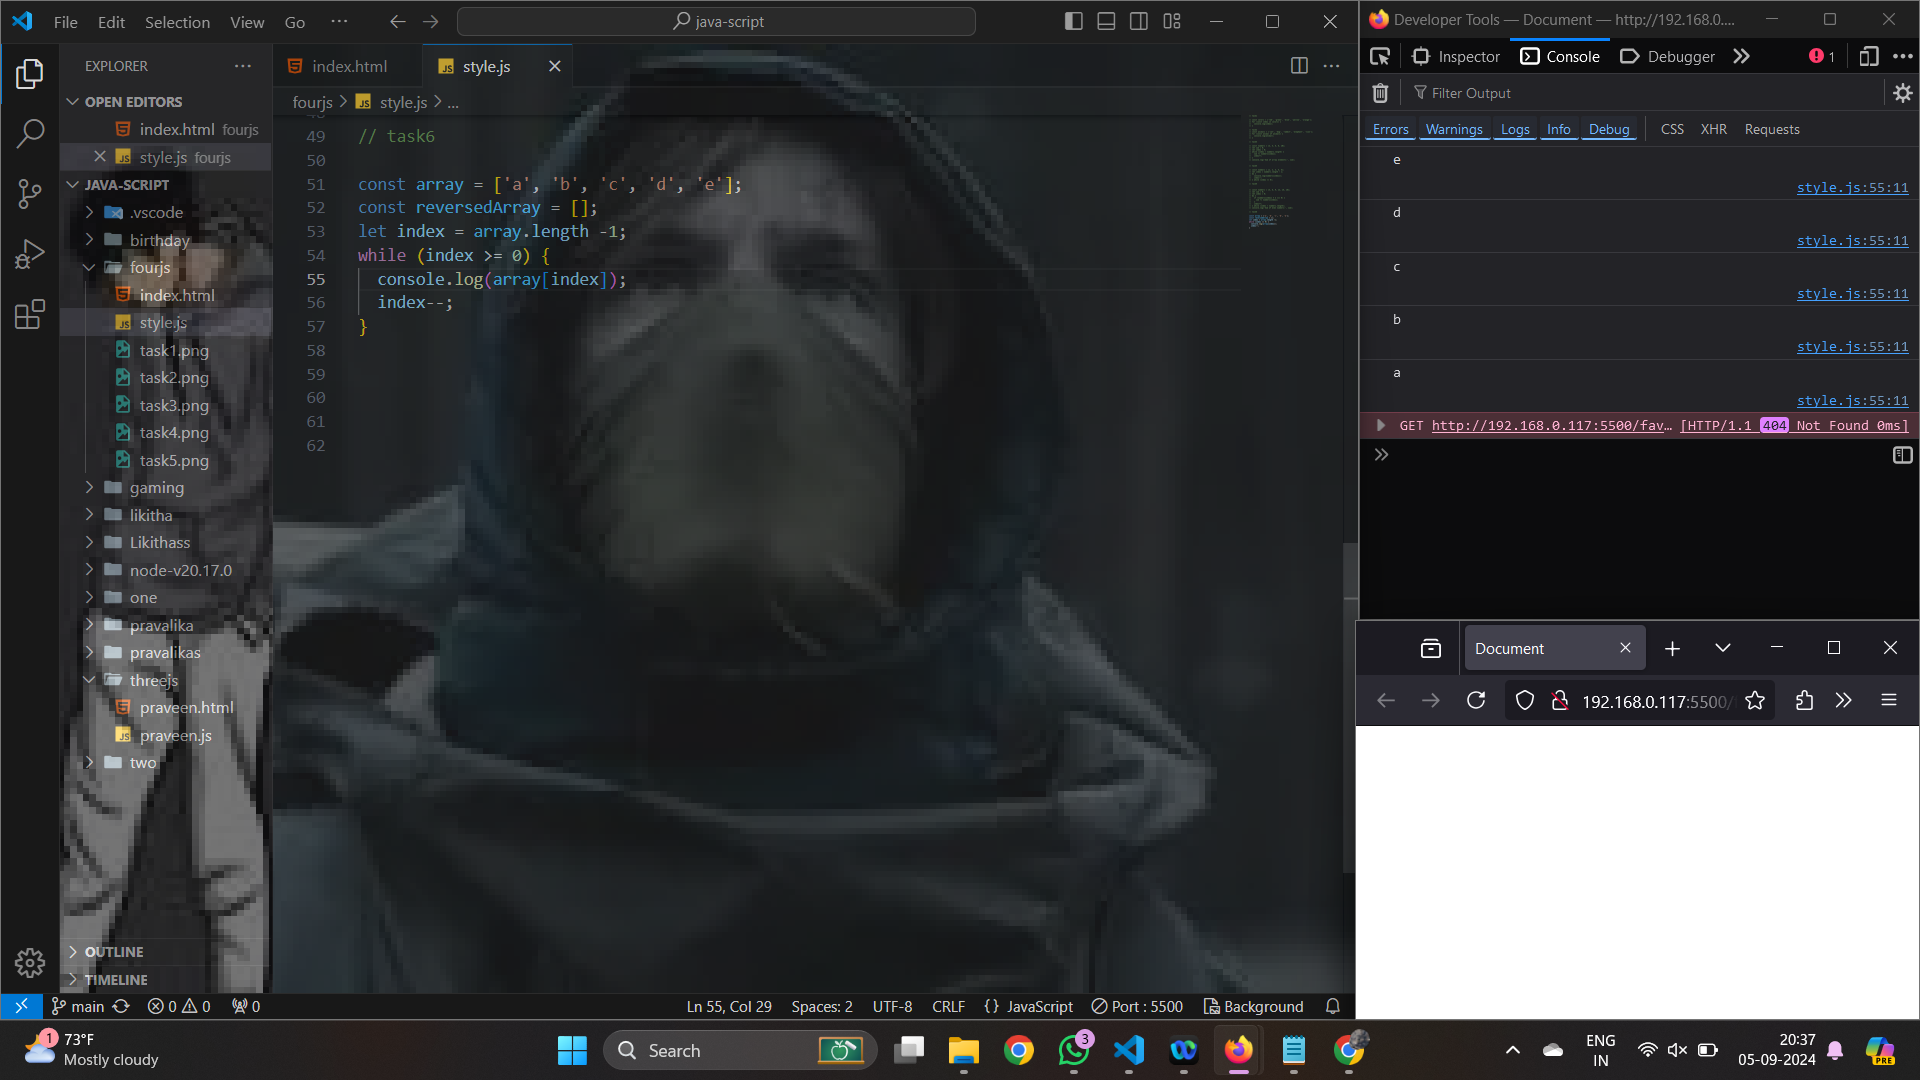 File Edit Selection View Go ...
java-script
EXPLORER
OPEN EDITORS
index.html fourjs
style.js fourjs
JAVA-SCRIPT
.vscode
birthday
fourjs
index.html
style.js
task1.png
task2.png
task3.png
task4.png
task5.png
gaming
likitha
Likithass
node-v20.17.0
one
pravalika
pravalikas
threejs
praveen.html
praveen.js
two
OUTLINE
TIMELINE
index.html
style.js
fourjs > style.js > ...
49 // task6
50
51 const array = ['a', 'b', 'c', 'd', 'e'];
52 const reversedArray = [];
53 let index = array.length -1;
54 while (index >= 0) {
55 console.log(array[index]);
56 index--;
57 }
58
59
60
61
62
main
0 0
0
Ln 55, Col 29 Spaces: 2 UTF-8 CRLF {} JavaScript Port : 5500 Background
Developer Tools — Document — http://192.168.0....
Inspector Console Debugger 1
Filter Output
Errors Warnings Logs Info Debug CSS XHR Requests
e
style.js:55:11
d
style.js:55:11
c
style.js:55:11
b
style.js:55:11
a
style.js:55:11
GET http://192.168.0.117:5500/fav… [HTTP/1.1 404 Not Found 0ms]
Document
192.168.0.117:5500/
1
73°F
Mostly cloudy
Search
3
ENG
IN
20:37
05-09-2024
PRE